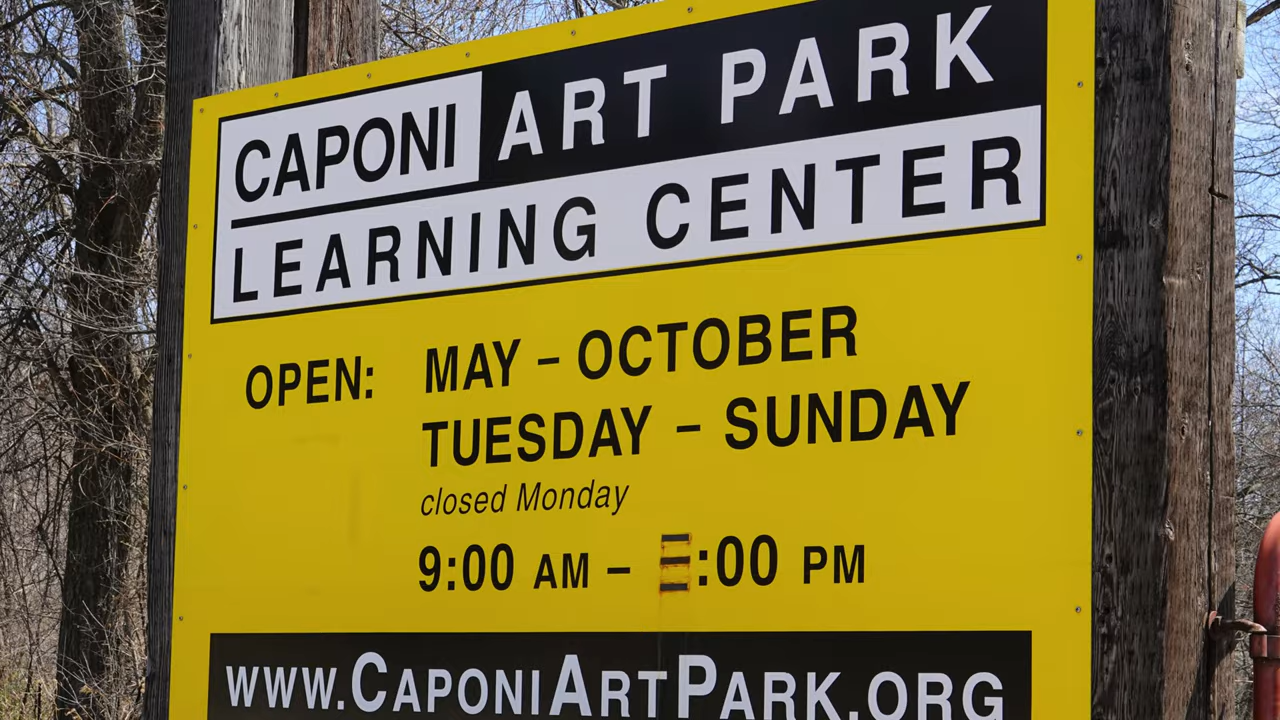 CAPONI ART PARK
LEARNING CENTER
OPEN: MAY – OCTOBER
TUESDAY – SUNDAY
closed Monday
9:00 AM – :00 PM
WWW.CAPONIARTPARK.ORG